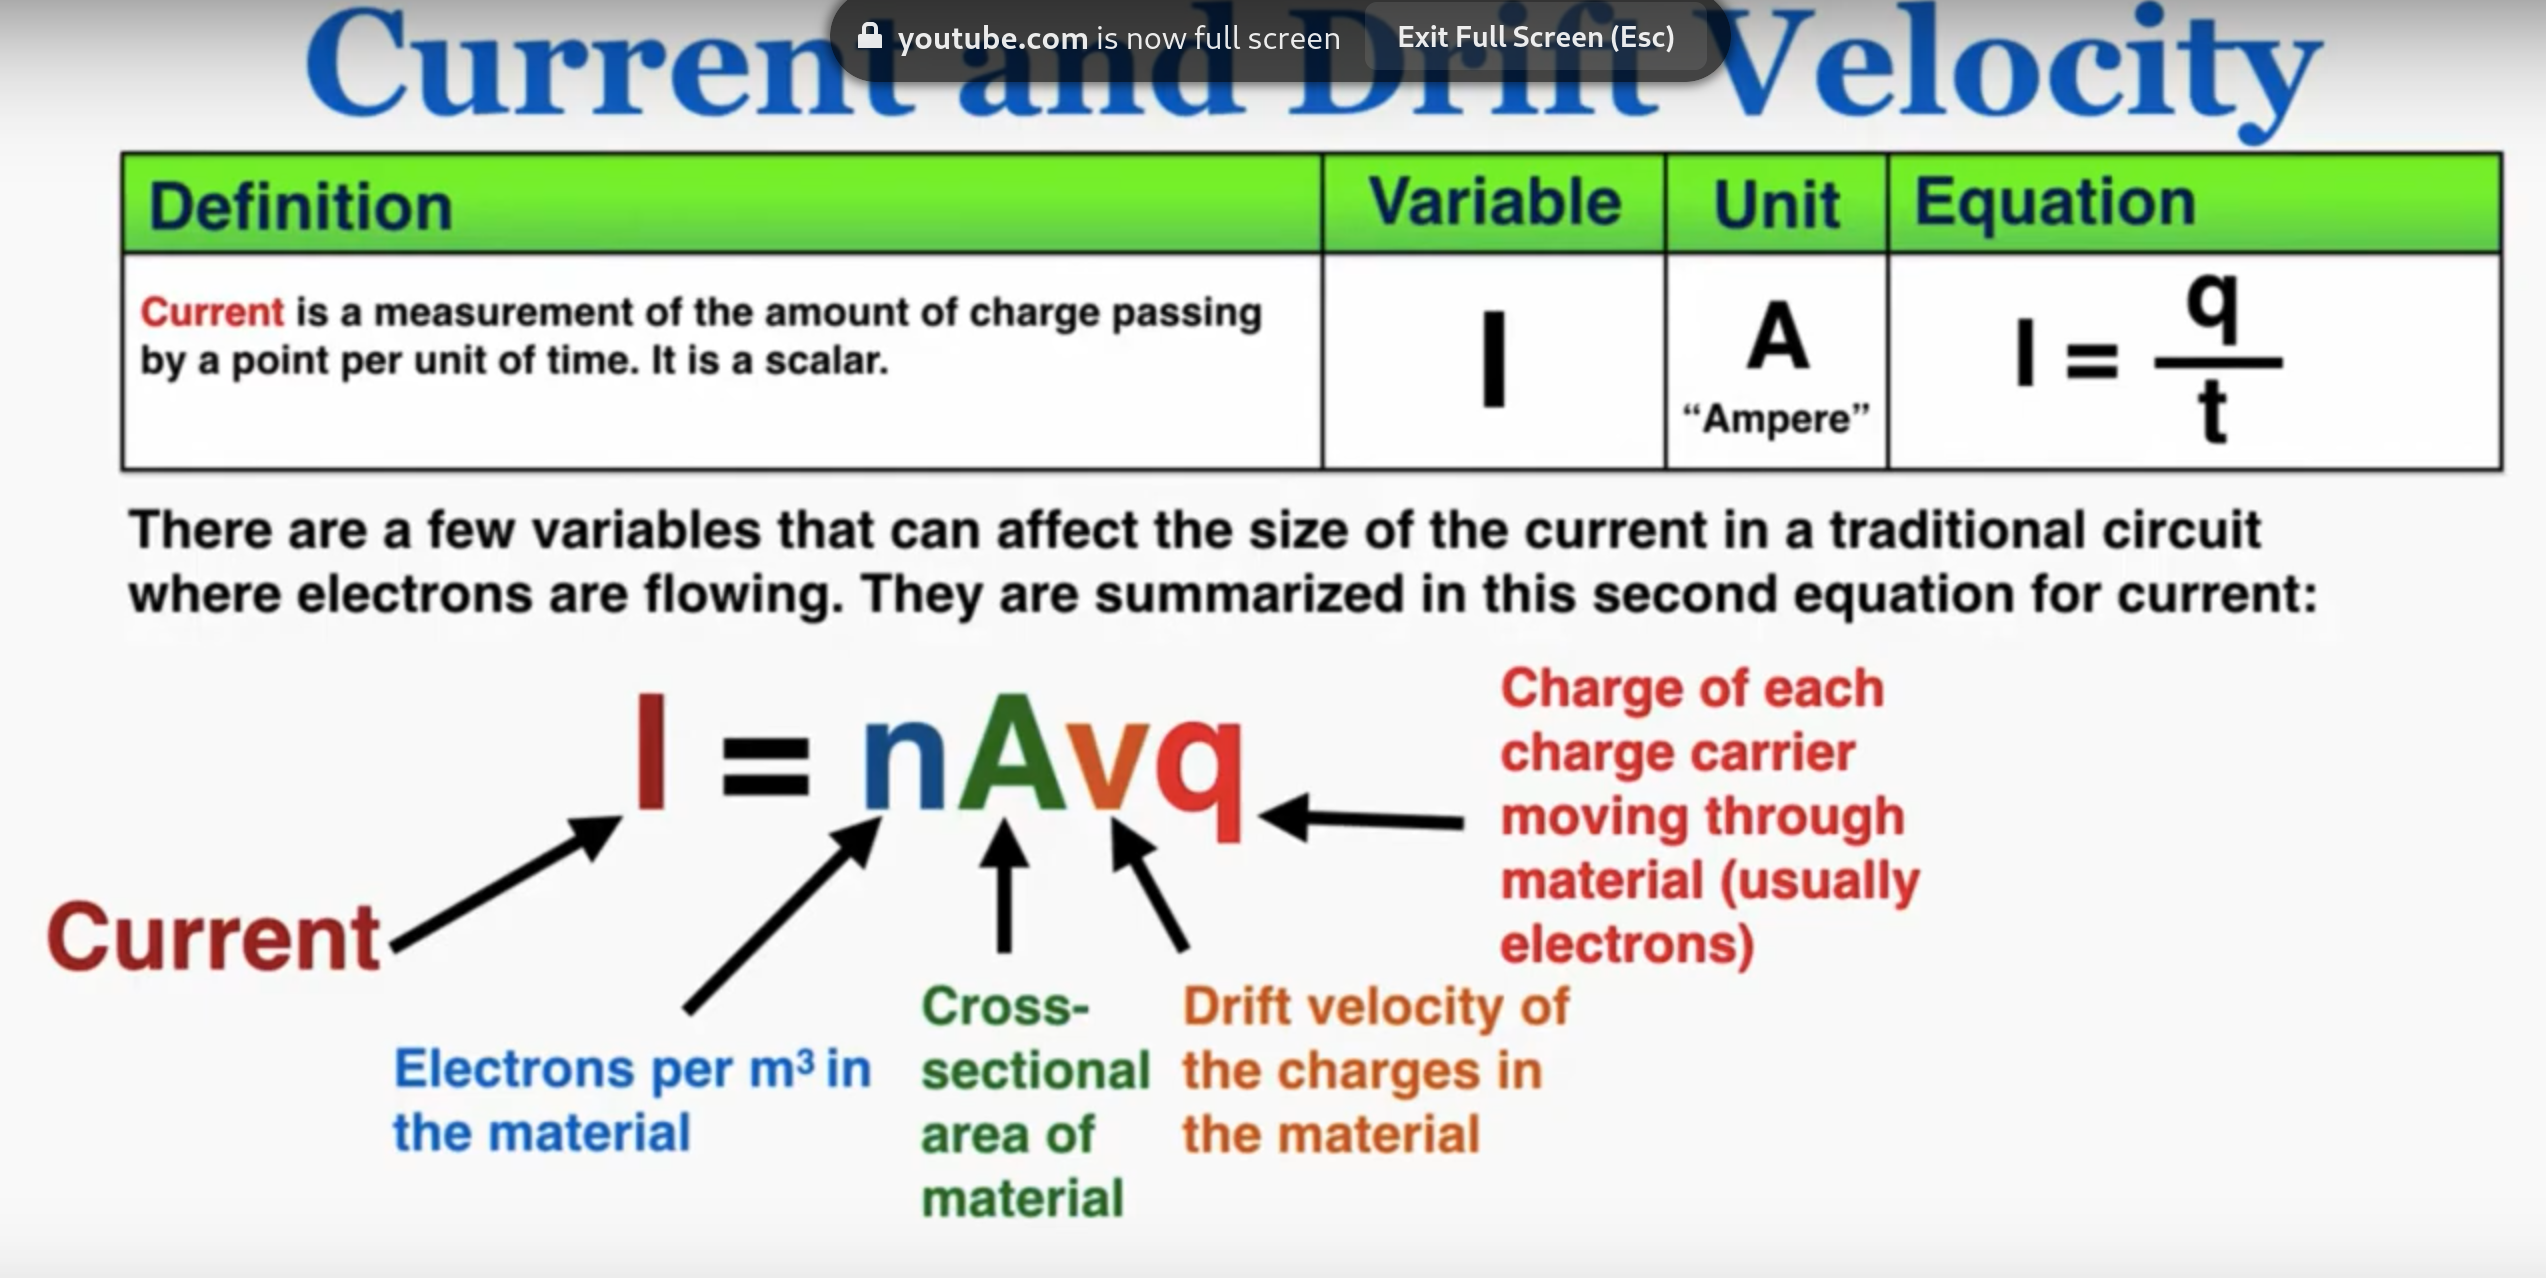 youtube.com is now full screen Exit Full Screen (Esc)
Current and Drift Velocity
Definition Variable Unit Equation
Current is a measurement of the amount of charge passing
by a point per unit of time. It is a scalar.
I
A
“Ampere”
I = q/t
There are a few variables that can affect the size of the current in a traditional circuit
where electrons are flowing. They are summarized in this second equation for current:
I = nAvq
Current
Electrons per m³ in
the material
Cross-
sectional
area of
material
Drift velocity of
the charges in
the material
Charge of each
charge carrier
moving through
material (usually
electrons)